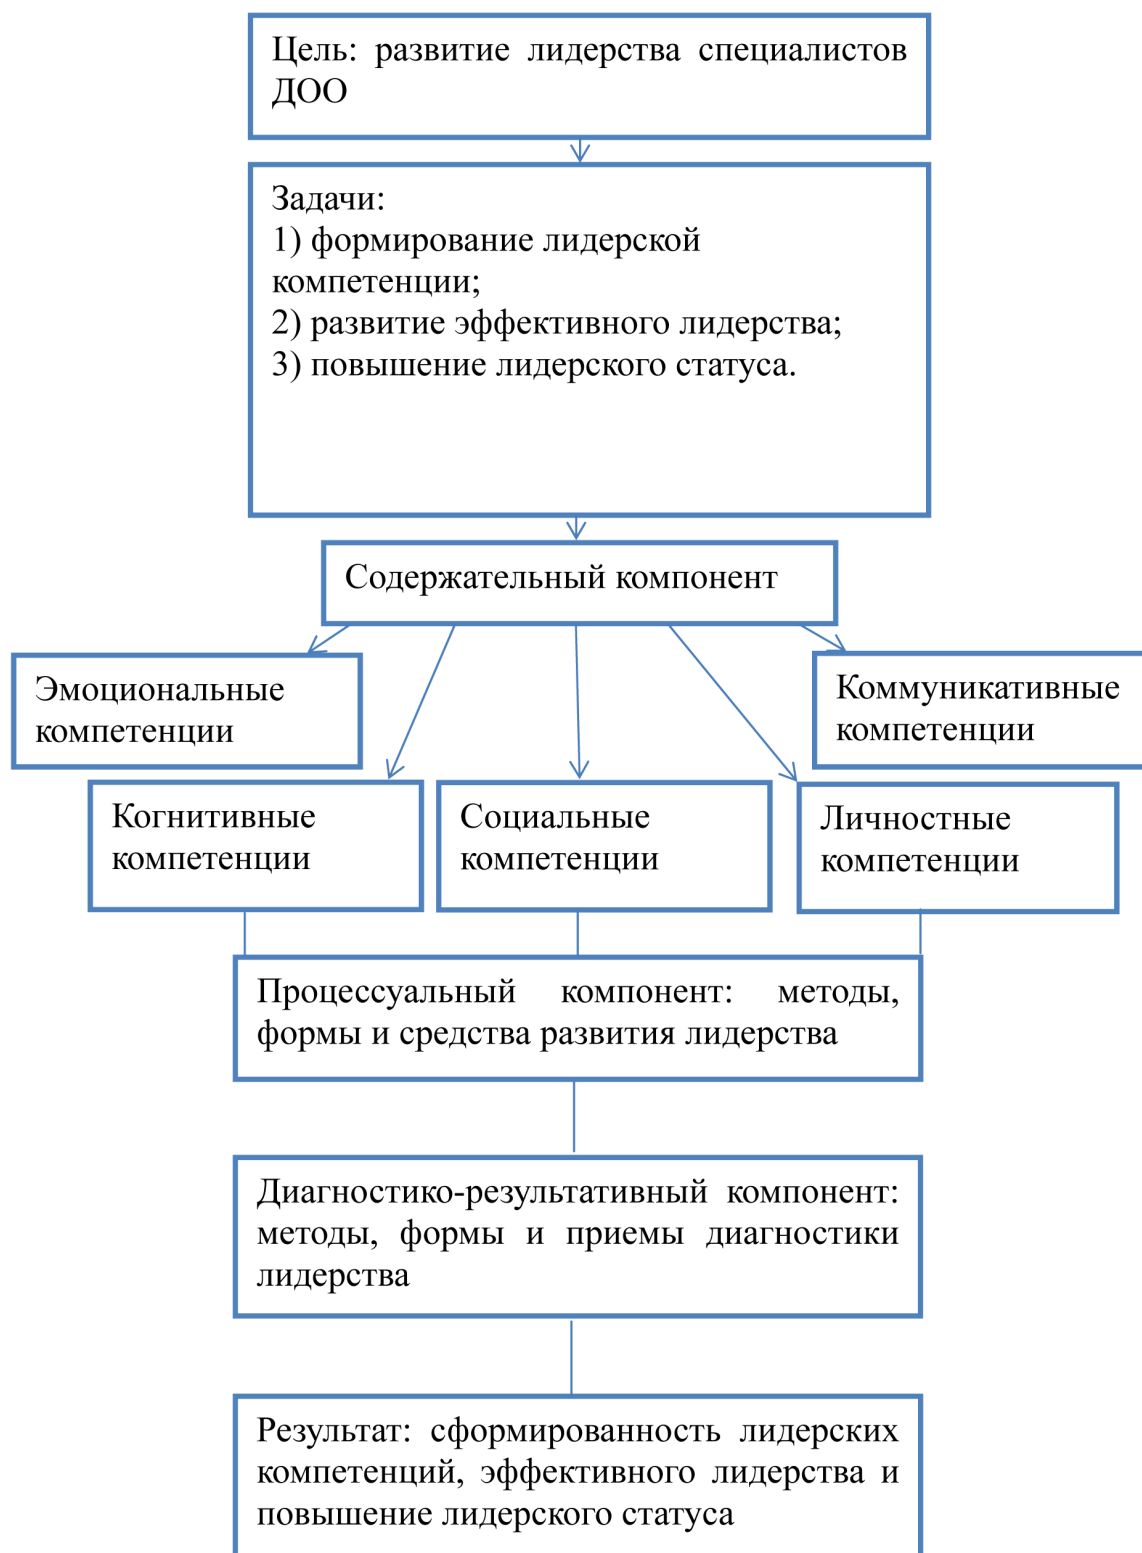 Цель: развитие лидерства специалистов
ДОО
Задачи:
1) формирование лидерской
компетенции;
2) развитие эффективного лидерства;
3) повышение лидерского статуса.
Содержательный компонент
Эмоциональные
компетенции
Коммуникативные
компетенции
Когнитивные
компетенции
Социальные
компетенции
Личностные
компетенции
Процессуальный компонент: методы,
формы и средства развития лидерства
Диагностико-результативный компонент:
методы, формы и приемы диагностики
лидерства
Результат: сформированность лидерских
компетенций, эффективного лидерства и
повышение лидерского статуса